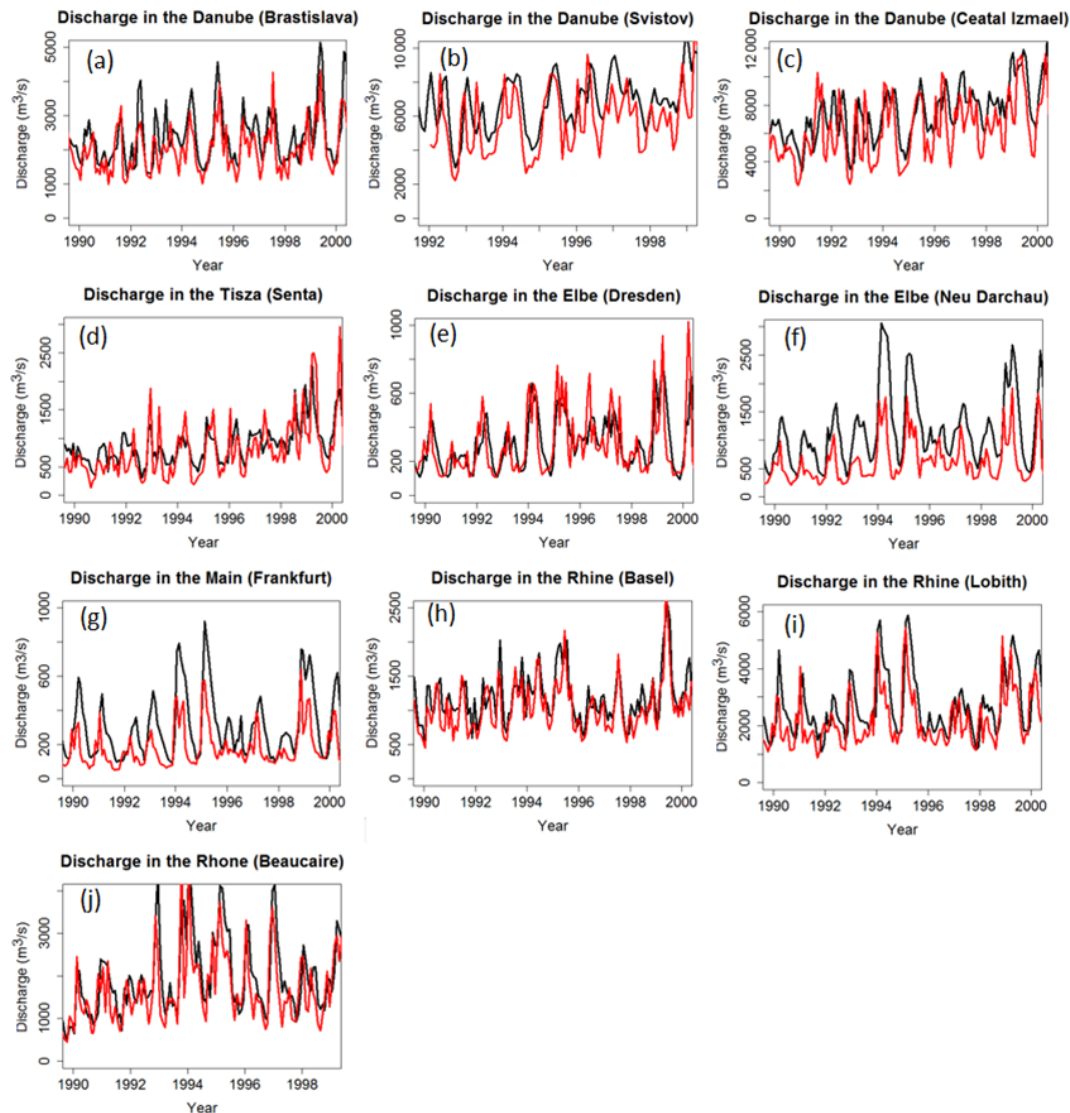 Discharge in the Danube (Brastislava)
(a)
Discharge (m³/s)
5000
3000
1000
0
1990 1992 1994 1996 1998 2000
Year
Discharge in the Danube (Svistov)
(b)
Discharge (m³/s)
10 000
6000
2000
0
1992 1994 1996 1998
Year
Discharge in the Danube (Ceatal Izmael)
(c)
Discharge (m³/s)
12 000
8000
4000
0
1990 1992 1994 1996 1998 2000
Year
Discharge in the Tisza (Senta)
(d)
Discharge (m³/s)
2500
1500
500
0
1990 1992 1994 1996 1998 2000
Year
Discharge in the Elbe (Dresden)
(e)
Discharge (m³/s)
1000
600
200
0
1990 1992 1994 1996 1998 2000
Year
Discharge in the Elbe (Neu Darchau)
(f)
Discharge (m³/s)
2500
1500
500
0
1990 1992 1994 1996 1998 2000
Year
Discharge in the Main (Frankfurt)
(g)
Discharge (m3/s)
1000
600
200
0
1990 1992 1994 1996 1998 2000
Year
Discharge in the Rhine (Basel)
(h)
Discharge (m³/s)
2500
1500
500
0
1990 1992 1994 1996 1998 2000
Year
Discharge in the Rhine (Lobith)
(i)
Discharge (m³/s)
6000
4000
2000
0
1990 1992 1994 1996 1998 2000
Year
Discharge in the Rhone (Beaucaire)
(j)
Discharge (m³/s)
3000
1000
0
1990 1992 1994 1996 1998
Year